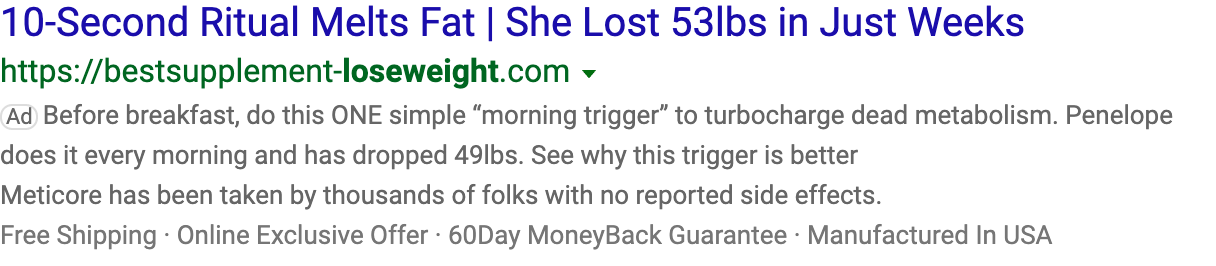 10-Second Ritual Melts Fat | She Lost 53lbs in Just Weeks
https://bestsupplement-loseweight.com
Ad Before breakfast, do this ONE simple “morning trigger” to turbocharge dead metabolism. Penelope
does it every morning and has dropped 49lbs. See why this trigger is better
Meticore has been taken by thousands of folks with no reported side effects.
Free Shipping · Online Exclusive Offer · 60Day MoneyBack Guarantee · Manufactured In USA